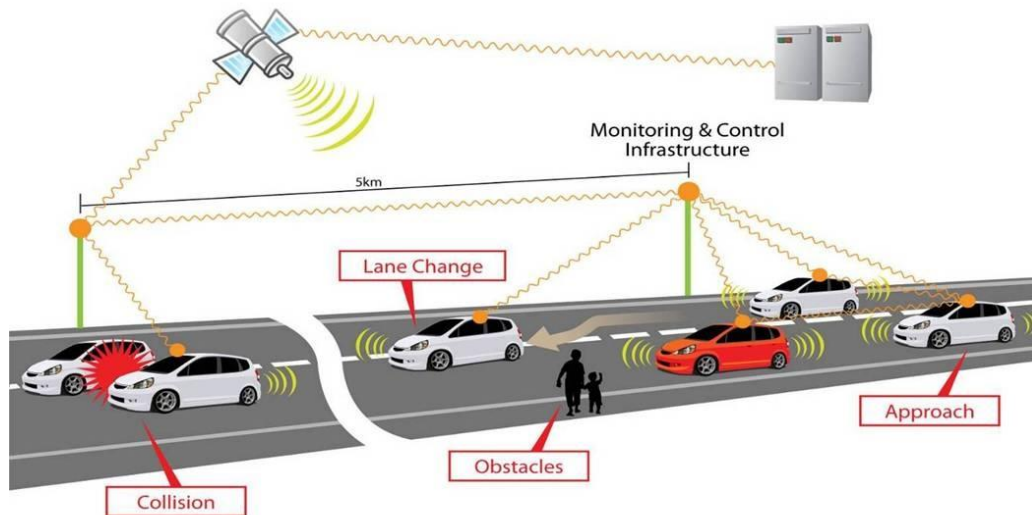 Monitoring & Control
Infrastructure
5km
Lane Change
Approach
Obstacles
Collision